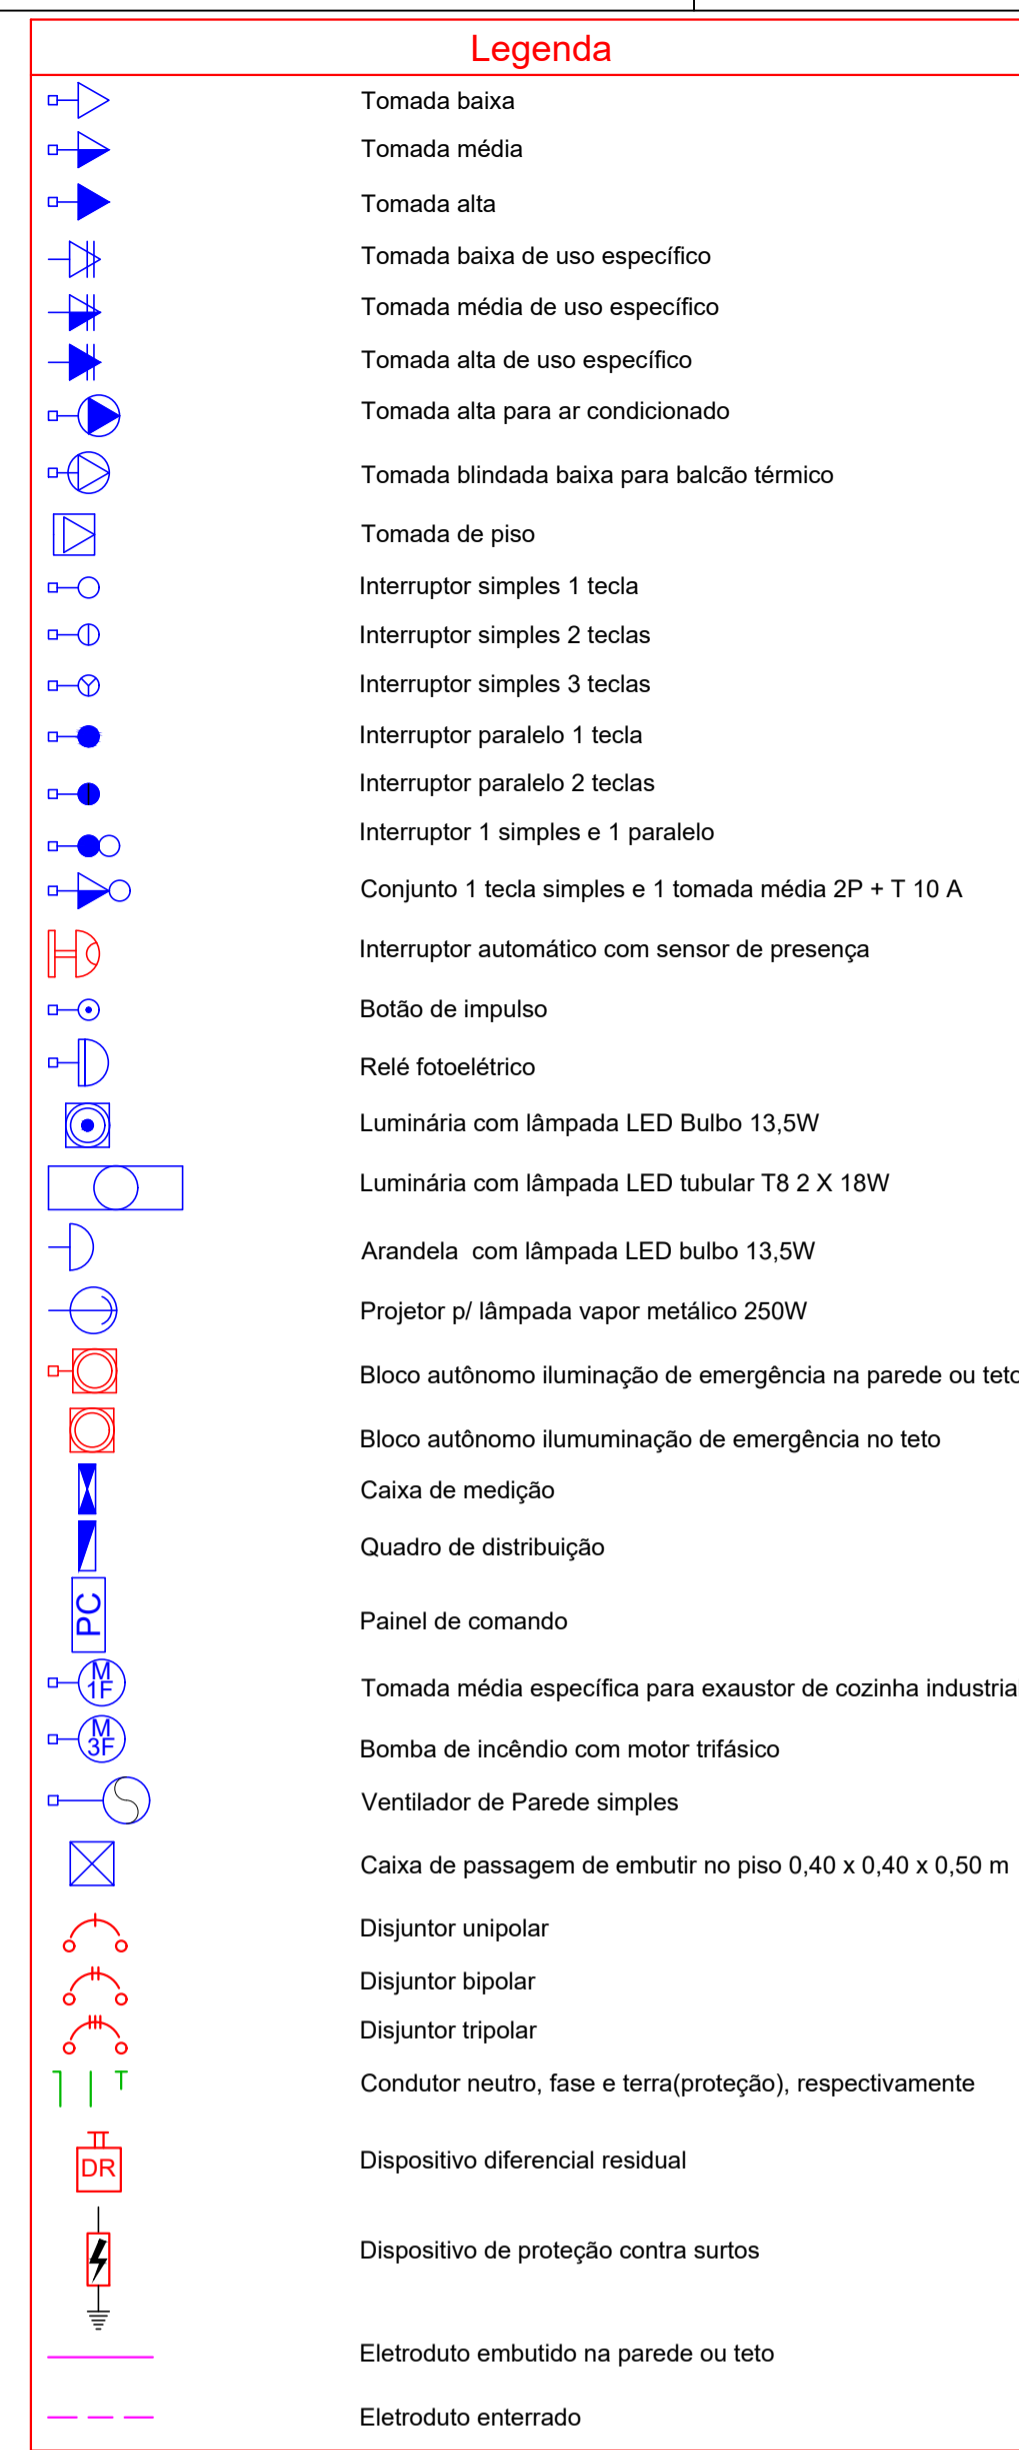 Legenda
Tomada baixa
Tomada média
Tomada alta
Tomada baixa de uso específico
Tomada média de uso específico
Tomada alta de uso específico
Tomada alta para ar condicionado
Tomada blindada baixa para balcão térmico
Tomada de piso
Interruptor simples 1 tecla
Interruptor simples 2 teclas
Interruptor simples 3 teclas
Interruptor paralelo 1 tecla
Interruptor paralelo 2 teclas
Interruptor 1 simples e 1 paralelo
Conjunto 1 tecla simples e 1 tomada média 2P + T 10 A
Interruptor automático com sensor de presença
Botão de impulso
Relé fotoelétrico
Luminária com lâmpada LED Bulbo 13,5W
Luminária com lâmpada LED tubular T8 2 X 18W
Arandela com lâmpada LED bulbo 13,5W
Projetor p/ lâmpada vapor metálico 250W
Bloco autônomo iluminação de emergência na parede ou teto
Bloco autônomo ilumuminação de emergência no teto
Caixa de medição
Quadro de distribuição
PC Painel de comando
M
1F Tomada média específica para exaustor de cozinha industrial
M
3F Bomba de incêndio com motor trifásico
Ventilador de Parede simples
Caixa de passagem de embutir no piso 0,40 x 0,40 x 0,50 m
Disjuntor unipolar
Disjuntor bipolar
Disjuntor tripolar
Condutor neutro, fase e terra(proteção), respectivamente
DR Dispositivo diferencial residual
Dispositivo de proteção contra surtos
Eletroduto embutido na parede ou teto
Eletroduto enterrado